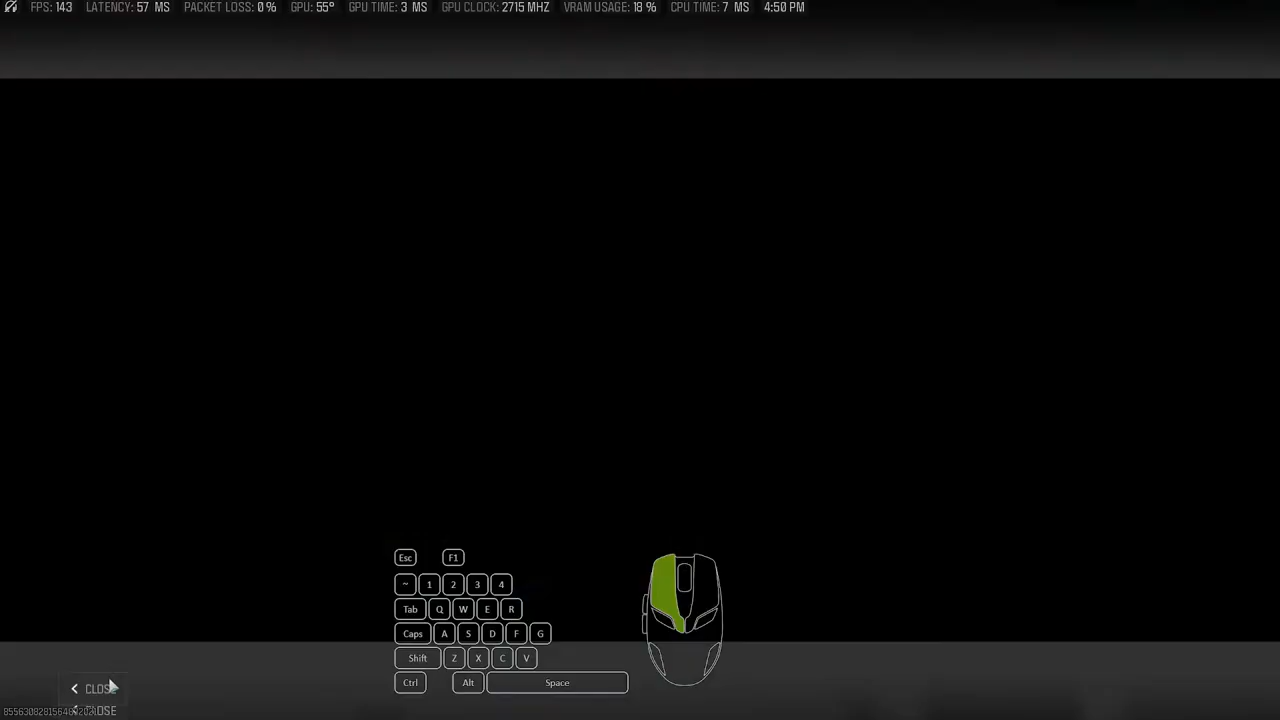 FPS: 143 LATENCY: 57 MS PACKET LOSS: 0 % GPU: 55° GPU TIME: 3 MS GPU CLOCK: 2715 MHZ VRAM USAGE: 18 % CPU TIME: 7 MS 4:50 PM
Esc F1
~ 1 2 3 4
Tab Q W E R
Caps A S D F G
Shift Z X C V
Ctrl Alt Space
CLOSE